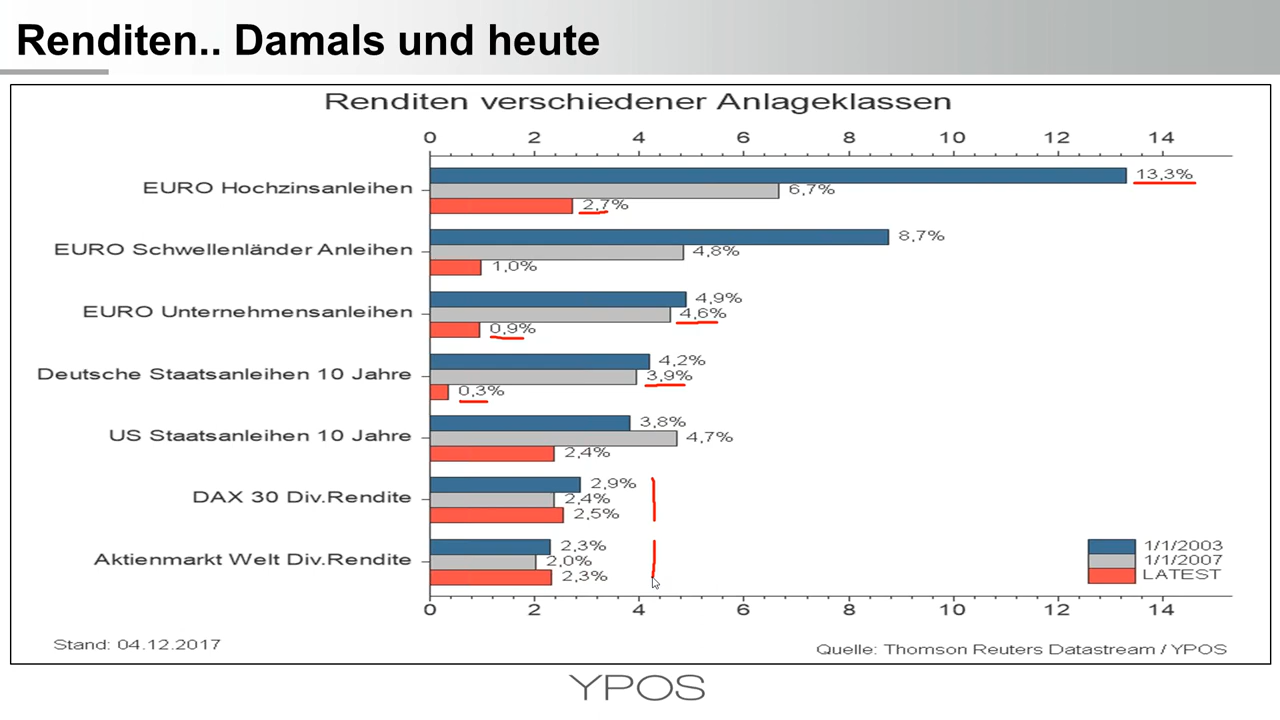 Renditen.. Damals und heute
Renditen verschiedener Anlageklassen
0 2 4 6 8 10 12 14
EURO Hochzinsanleihen
13,3%
6,7%
2,7%
EURO Schwellenländer Anleihen
8,7%
4,8%
1,0%
EURO Unternehmensanleihen
4,9%
4,6%
0,9%
Deutsche Staatsanleihen 10 Jahre
4,2%
3,9%
0,3%
US Staatsanleihen 10 Jahre
3,8%
4,7%
2,4%
DAX 30 Div.Rendite
2,9%
2,4%
2,5%
Aktienmarkt Welt Div.Rendite
2,3%
2,0%
2,3%
1/1/2003
1/1/2007
LATEST
0 2 4 6 8 10 12 14
Stand: 04.12.2017
Quelle: Thomson Reuters Datastream / YPOS
YPOS